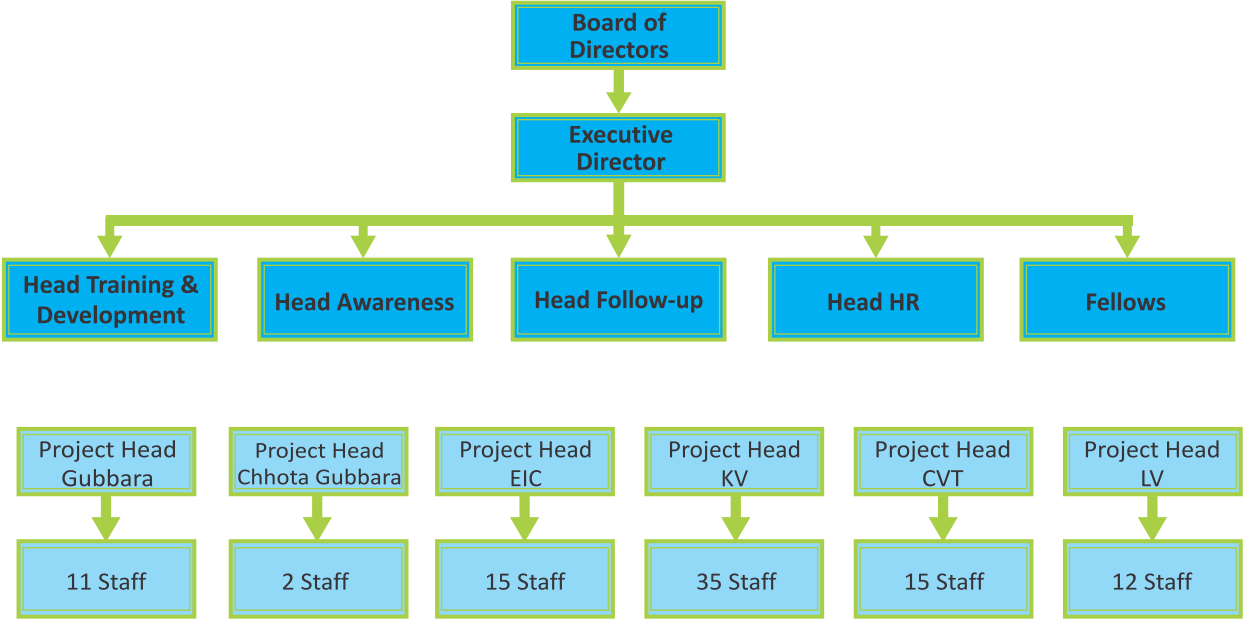 Board of
Directors
Executive
Director
Head Training &
Development
Head Awareness
Head Follow-up
Head HR
Fellows
Project Head
Gubbara
Project Head
Chhota Gubbara
Project Head
EIC
Project Head
KV
Project Head
CVT
Project Head
LV
11 Staff
2 Staff
15 Staff
35 Staff
15 Staff
12 Staff